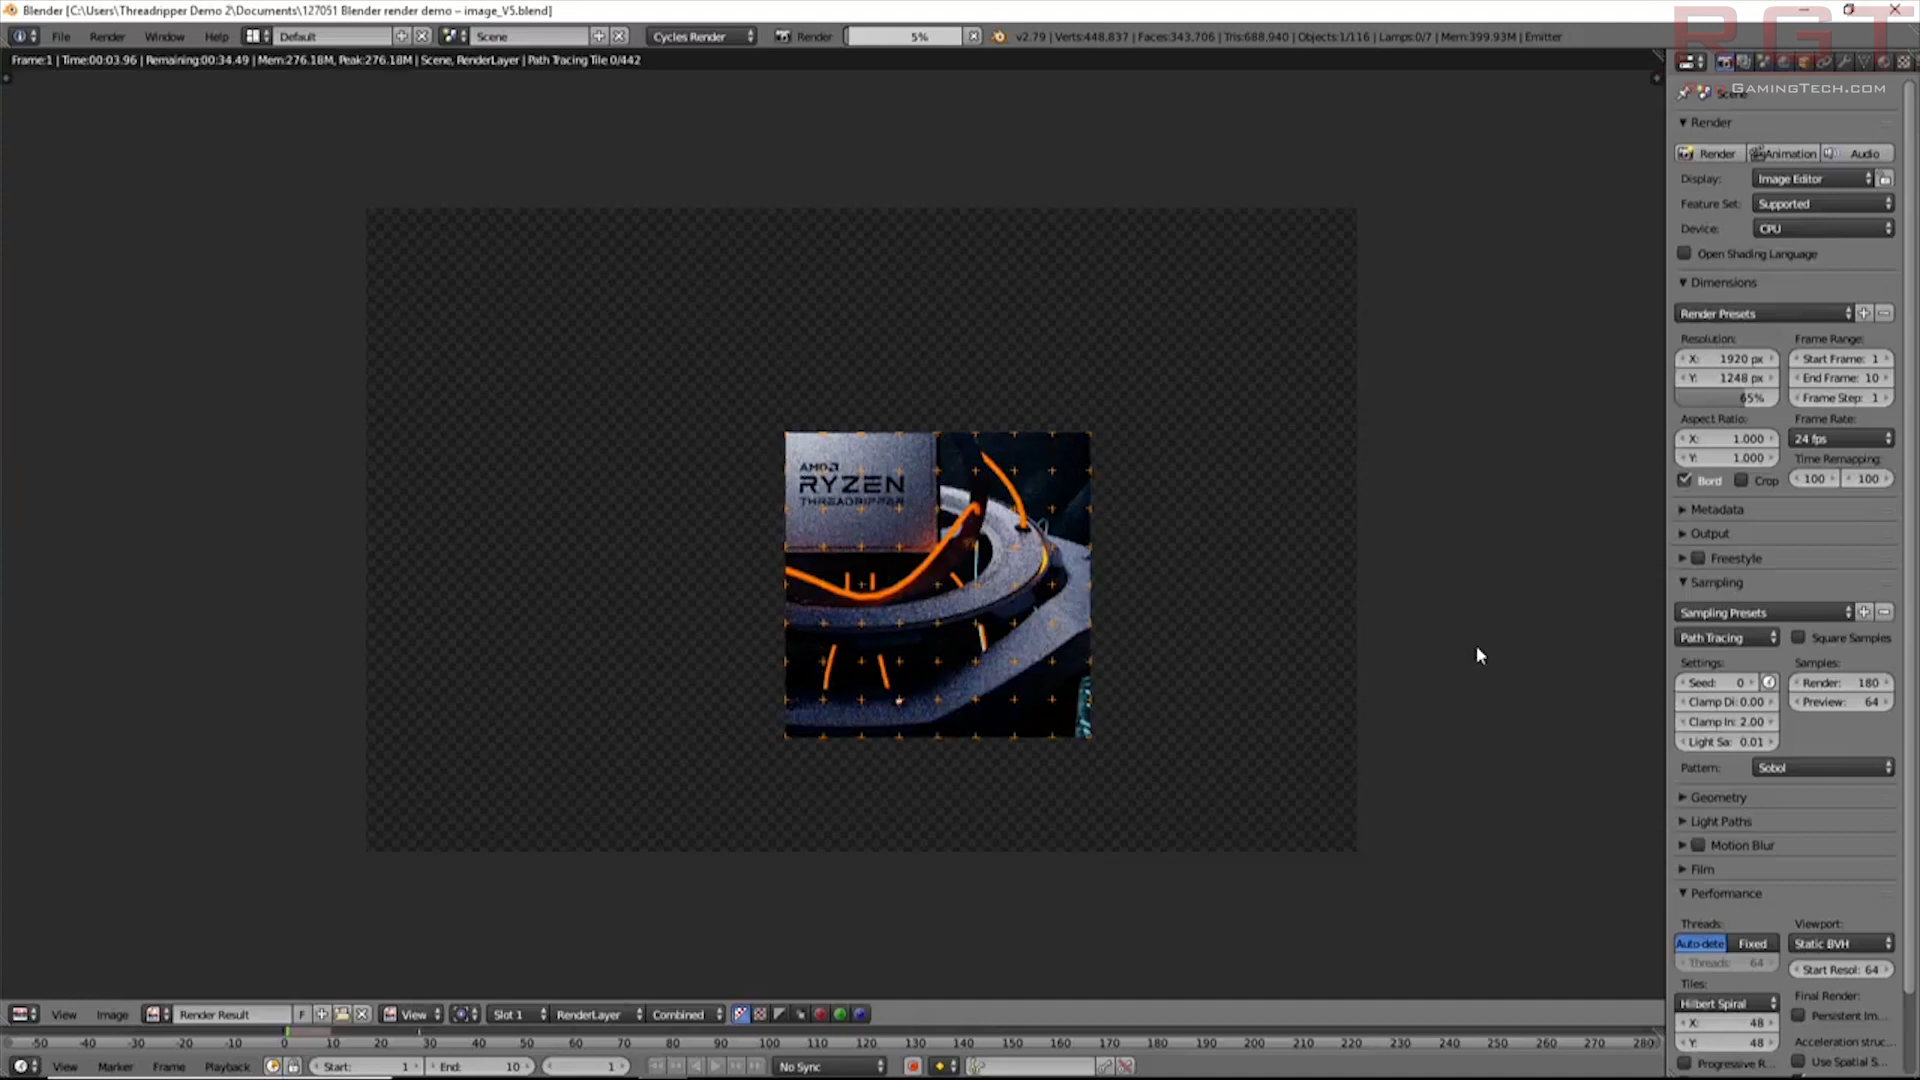 Blender [C:\Users\Threadripper Demo 2\Documents\127051 Blender render demo – image_V5.blend]
RGT
File Render Window Help Default Scene Cycles Render Render 5% v2.79 | Verts:448,837 | Faces:343,706 | Tris:688,940 | Objects:1/116 | Lamps:0/7 | Mem:399.93M | Emitter
Frame:1 | Time:00:03.96 | Remaining:00:34.49 | Mem:276.18M, Peak:276.18M | Scene, RenderLayer | Path Tracing Tile 0/442
GamingTech.com
Scene
Render
Render Animation Audio
Display: Image Editor
Feature Set: Supported
Device: CPU
Open Shading Language
Dimensions
Render Presets
Resolution: Frame Range:
X: 1920 px Start Frame: 1
Y: 1248 px End Frame: 10
65% Frame Step: 1
Aspect Ratio: Frame Rate:
X: 1.000 24 fps
Y: 1.000 Time Remapping:
Bord Crop 100 100
Metadata
Output
Freestyle
Sampling
Sampling Presets
Path Tracing Square Samples
Settings: Samples:
Seed: 0 Render: 180
Clamp Di: 0.00 Preview: 64
Clamp In: 2.00
Light Sa: 0.01
Pattern: Sobol
Geometry
Light Paths
Motion Blur
Film
Performance
Threads: Viewport:
Auto-dete Fixed Static BVH
Threads: 64 Start Resol: 64
Tiles: Final Render:
Hilbert Spiral Persistent Im...
X: 48
Y: 48 Acceleration struc...
Progressive R... Use Spatial S...
AMD
RYZEN
THREADRIPPER
View Image Render Result F View Slot 1 RenderLayer Combined
-50 -40 -30 -20 -10 0 10 20 30 40 50 60 70 80 90 100 110 120 130 140 150 160 170 180 190 200 210 220 230 240 250 260 270 280
View Marker Frame Playback Start: 1 End: 10 1 No Sync